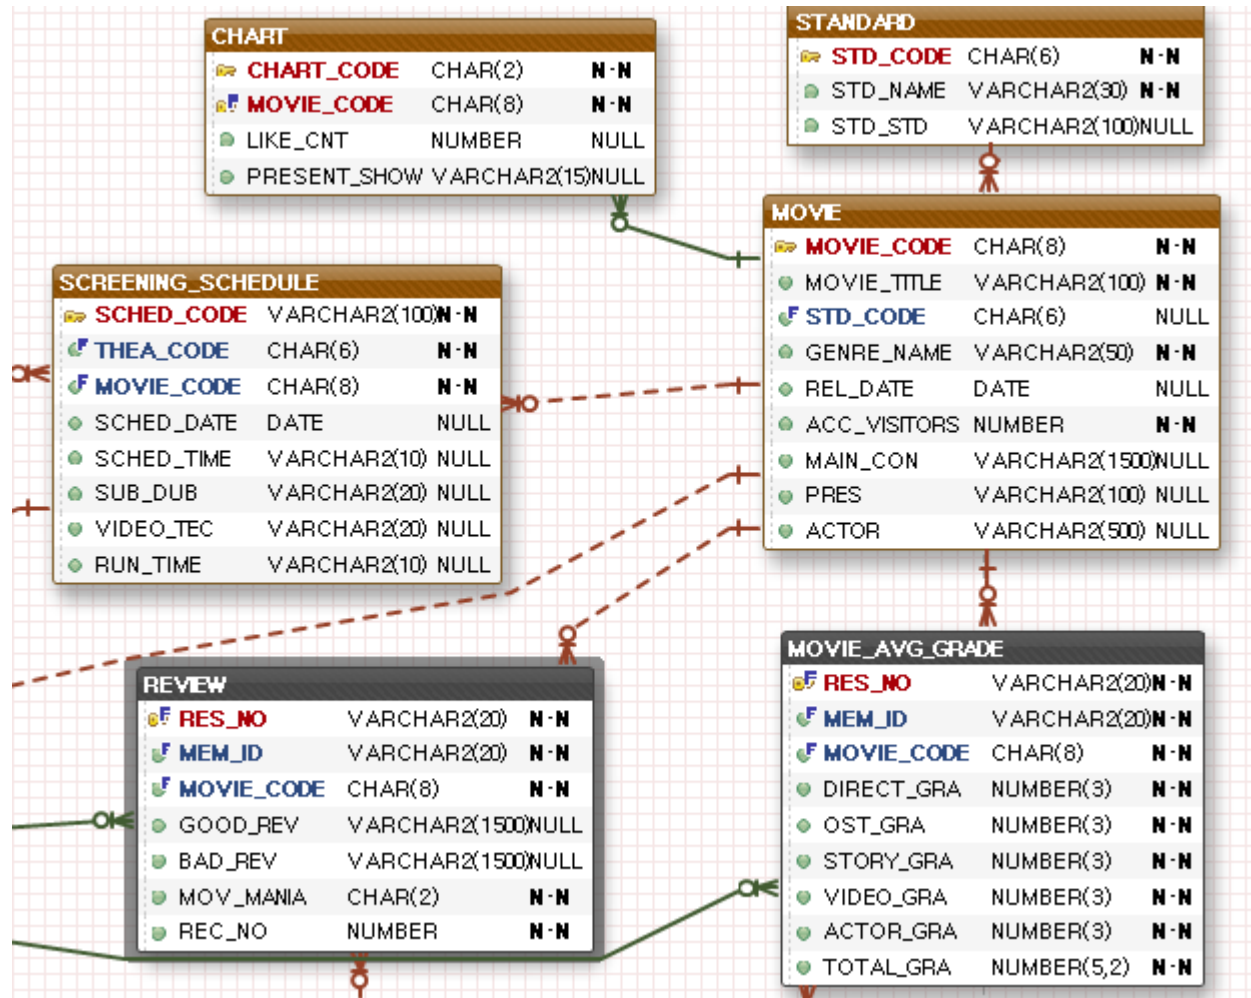 CHART
CHART_CODE CHAR(2) N-N
MOVIE_CODE CHAR(8) N-N
LIKE_CNT NUMBER NULL
PRESENT_SHOW VARCHAR2(15)NULL
STANDARD
STD_CODE CHAR(6) N-N
STD_NAME VARCHAR2(30) N-N
STD_STD VARCHAR2(100)NULL
MOVIE
MOVIE_CODE CHAR(8) N-N
MOVIE_TITLE VARCHAR2(100) N-N
STD_CODE CHAR(6) NULL
GENRE_NAME VARCHAR2(50) N-N
REL_DATE DATE NULL
ACC_VISITORS NUMBER N-N
MAIN_CON VARCHAR2(1500)NULL
PRES VARCHAR2(100) NULL
ACTOR VARCHAR2(500) NULL
SCREENING_SCHEDULE
SCHED_CODE VARCHAR2(100)N-N
THEA_CODE CHAR(6) N-N
MOVIE_CODE CHAR(8) N-N
SCHED_DATE DATE NULL
SCHED_TIME VARCHAR2(10) NULL
SUB_DUB VARCHAR2(20) NULL
VIDEO_TEC VARCHAR2(20) NULL
RUN_TIME VARCHAR2(10) NULL
REVIEW
RES_NO VARCHAR2(20) N-N
MEM_ID VARCHAR2(20) N-N
MOVIE_CODE CHAR(8) N-N
GOOD_REV VARCHAR2(1500)NULL
BAD_REV VARCHAR2(1500)NULL
MOV_MANIA CHAR(2) N-N
REC_NO NUMBER N-N
MOVIE_AVG_GRADE
RES_NO VARCHAR2(20)N-N
MEM_ID VARCHAR2(20)N-N
MOVIE_CODE CHAR(8) N-N
DIRECT_GRA NUMBER(3) N-N
OST_GRA NUMBER(3) N-N
STORY_GRA NUMBER(3) N-N
VIDEO_GRA NUMBER(3) N-N
ACTOR_GRA NUMBER(3) N-N
TOTAL_GRA NUMBER(5,2) N-N